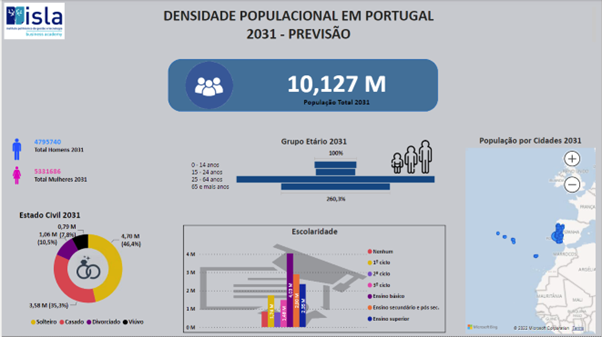 isla
business academy
DENSIDADE POPULACIONAL EM PORTUGAL
2031 - PREVISÃO
10,127 M
População Total 2031
4795740
Total Homens 2031
5331686
Total Mulheres 2031
Grupo Etário 2031
100%
0 - 14 anos
15 - 24 anos
25 - 64 anos
65 e mais anos
260,3%
População por Cidades 2031
Estado Civil 2031
0,79 M
(7,8%)
1,06 M
(10,5%)
4,70 M
(46,4%)
3,58 M (35,3%)
Solteiro
Casado
Divorciado
Viúvo
Escolaridade
4 M
3 M
2 M
1 M
0 M
Nenhum
1º ciclo
2º ciclo
3º ciclo
Ensino básico
Ensino secundário e pós sec.
Ensino superior
FRANÇA
MARROCOS
MALI
Microsoft Bing
© 2022 Microsoft Corporation
Terms